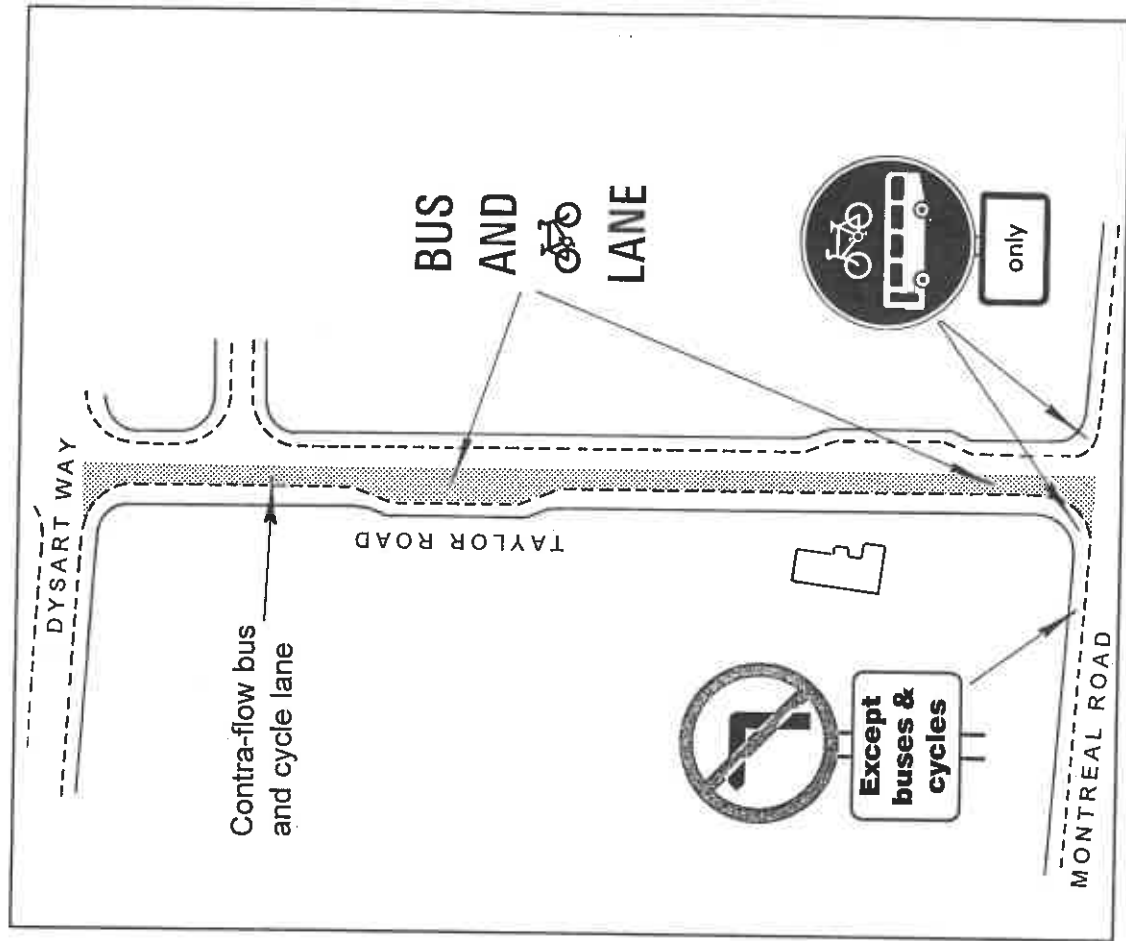 DYSART WAY
Contra-flow bus
and cycle lane
TAYLOR ROAD
BUS
AND
LANE
only
Except
buses &
cycles
MONTREAL ROAD